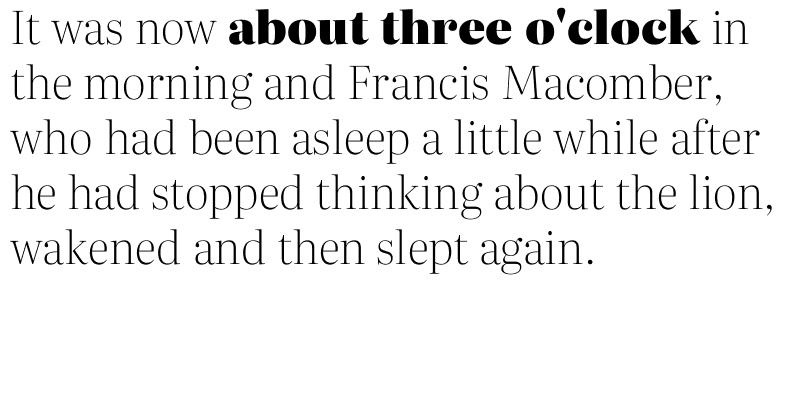 It was now about three o'clock in
the morning and Francis Macomber,
who had been asleep a little while after
he had stopped thinking about the lion,
wakened and then slept again.